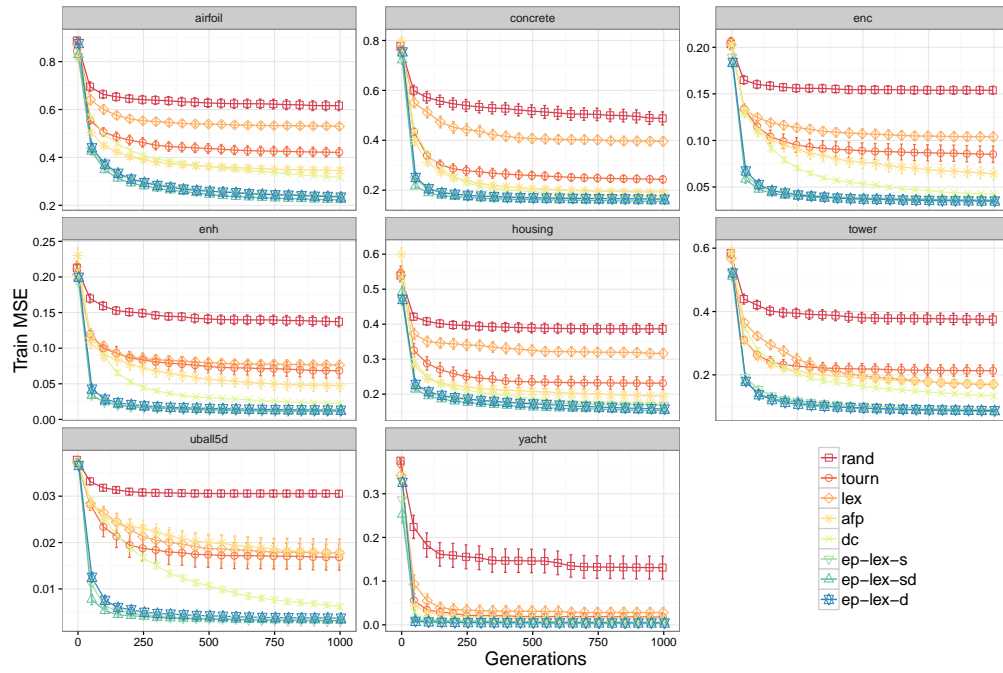 airfoil
concrete
enc
0.8
0.6
0.4
0.2
0.8
0.6
0.4
0.2
0.20
0.15
0.10
0.05
enh
housing
tower
0.25
0.20
0.15
0.10
0.05
0.00
0.6
0.5
0.4
0.3
0.2
0.6
0.4
0.2
Train MSE
uball5d
yacht
0.03
0.02
0.01
0.3
0.2
0.1
0.0
0 250 500 750 1000
0 250 500 750 1000
Generations
rand
tourn
lex
afp
dc
ep−lex−s
ep−lex−sd
ep−lex−d